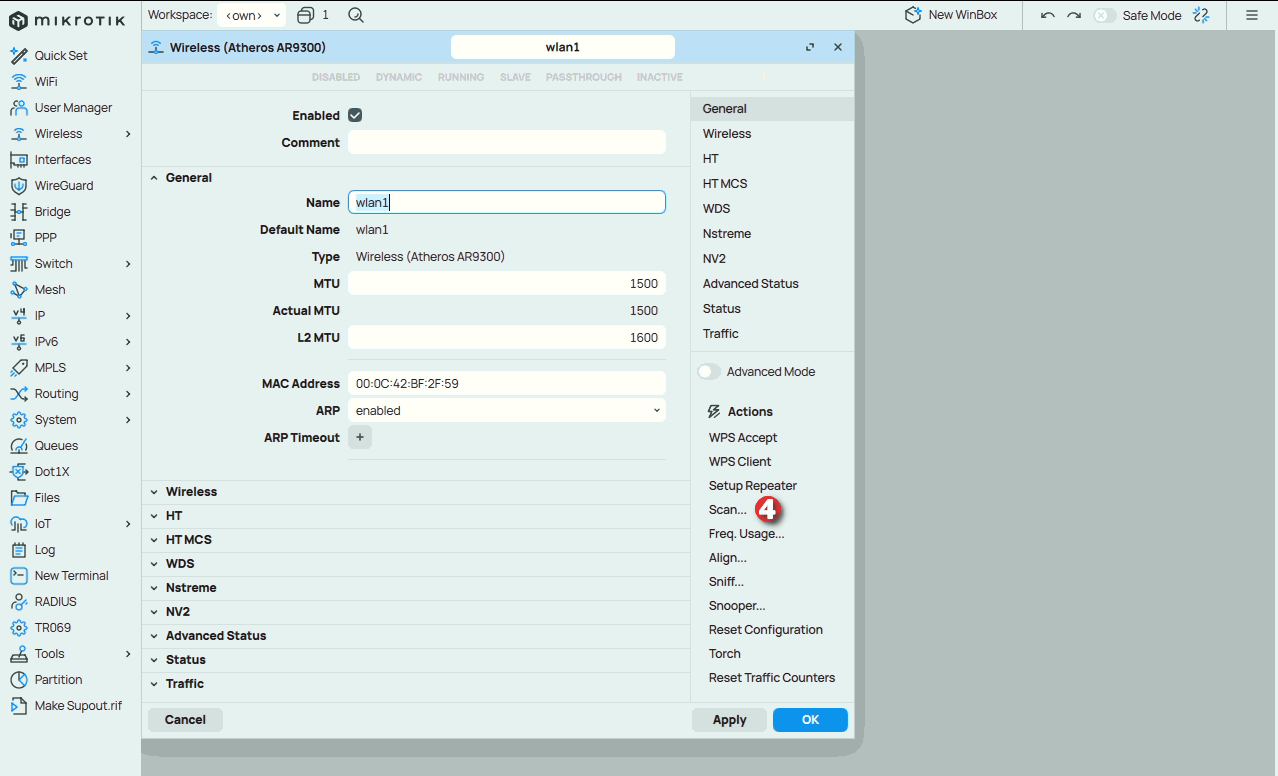 mikrotik
Workspace: <own> 1 New WinBox Safe Mode
Quick Set
WiFi
User Manager
Wireless
Interfaces
WireGuard
Bridge
PPP
Switch
Mesh
IP
IPv6
MPLS
Routing
System
Queues
Dot1X
Files
IoT
Log
New Terminal
RADIUS
TR069
Tools
Partition
Make Supout.rif
Wireless (Atheros AR9300) wlan1
DISABLED DYNAMIC RUNNING SLAVE PASSTHROUGH INACTIVE
Enabled
Comment
General
Name wlan1
Default Name wlan1
Type Wireless (Atheros AR9300)
MTU 1500
Actual MTU 1500
L2 MTU 1600
MAC Address 00:0C:42:BF:2F:59
ARP enabled
ARP Timeout +
Wireless
HT
HT MCS
WDS
Nstreme
NV2
Advanced Status
Status
Traffic
General
Wireless
HT
HT MCS
WDS
Nstreme
NV2
Advanced Status
Status
Traffic
Advanced Mode
Actions
WPS Accept
WPS Client
Setup Repeater
Scan... 4
Freq. Usage...
Align...
Sniff...
Snooper...
Reset Configuration
Torch
Reset Traffic Counters
Cancel Apply OK